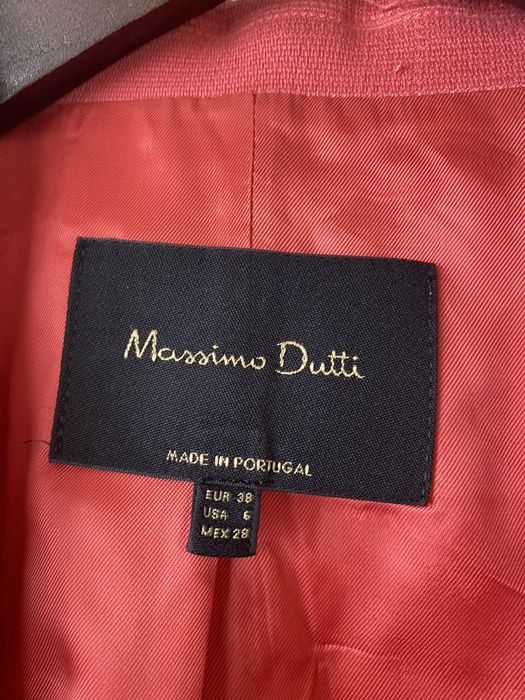 Massimo Dutti
MADE IN PORTUGAL
EUR 38
USA 6
MEX 28